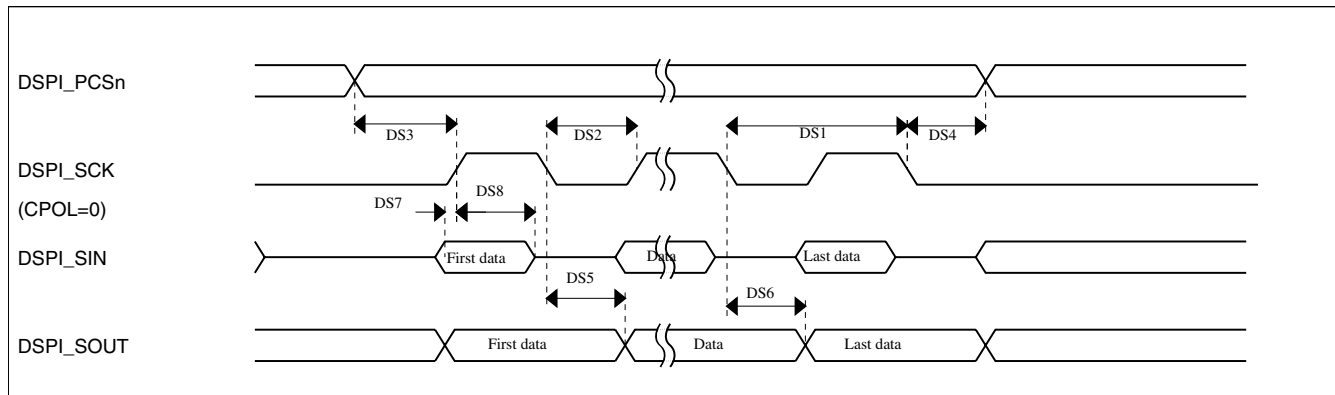 DSPI_PCSn
DS3
DS2
DS1
DS4
DSPI_SCK
(CPOL=0)
DS7
DS8
DSPI_SIN
First data
Data
Last data
DS5
DS6
DSPI_SOUT
First data
Data
Last data